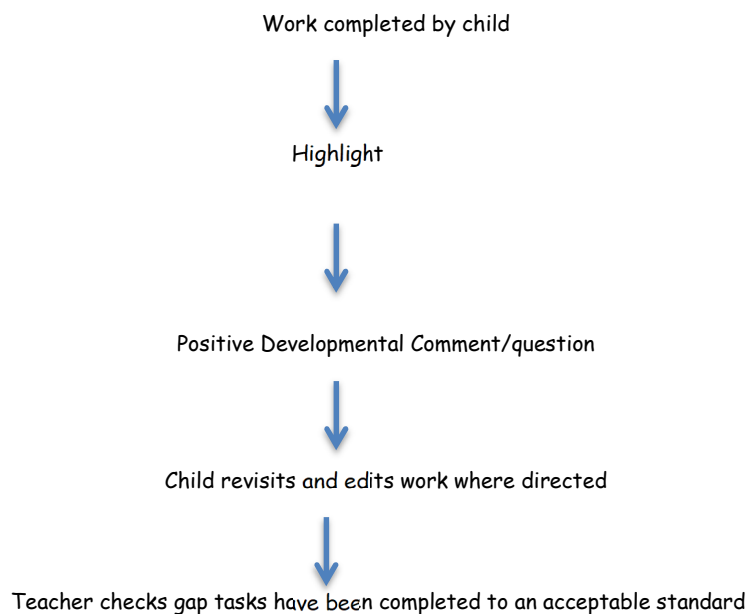 Work completed by child
Highlight
Positive Developmental Comment/question
Child revisits and edits work where directed
Teacher checks gap tasks have been completed to an acceptable standard